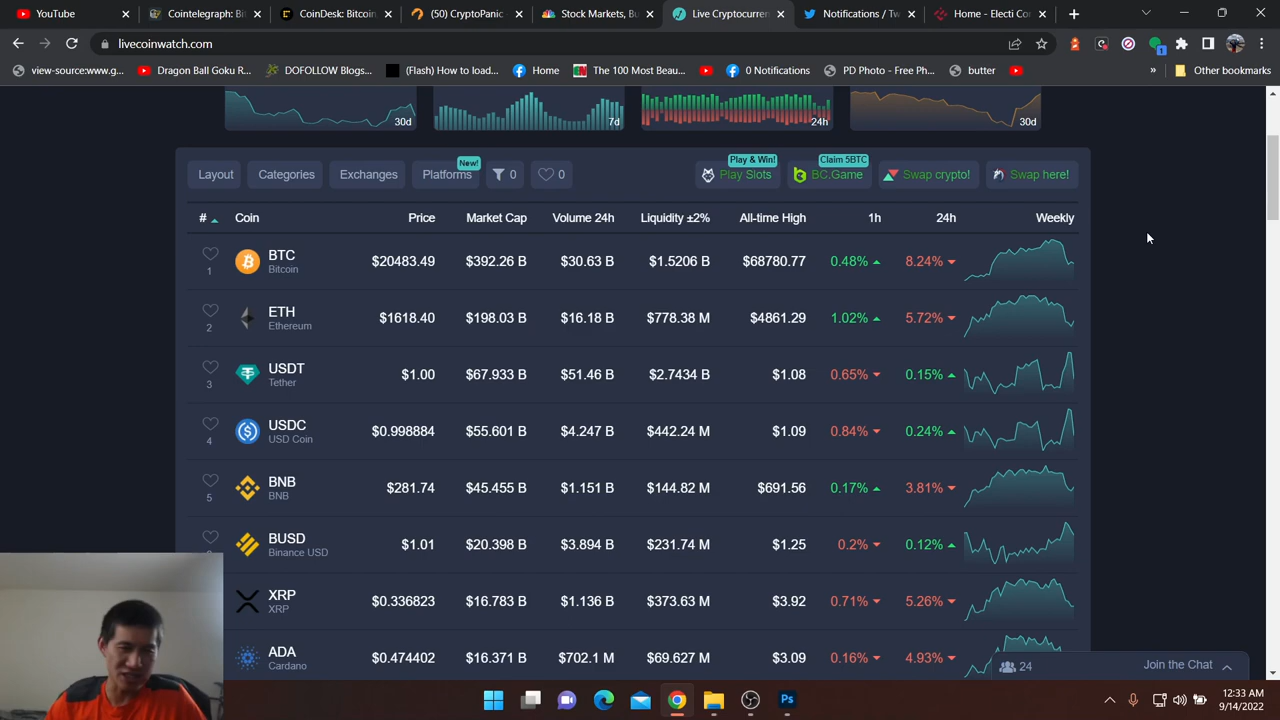 YouTube
Cointelegraph: Bi
CoinDesk: Bitcoin
(50) CryptoPanic
Stock Markets, Bu
Live Cryptocurren
Notifications / Tw
Home - Electi Con
livecoinwatch.com
1
view-source:www.g...
Dragon Ball Goku R...
DOFOLLOW Blogs...
(Flash) How to load...
Home
The 100 Most Beau...
0 Notifications
PD Photo - Free Ph...
butter
»
Other bookmarks
30d
7d
24h
30d
Layout
Categories
Exchanges
Platforms
New!
0
0
Play & Win!
Play Slots
Claim 5BTC
BC.Game
Swap crypto!
Swap here!
# Coin Price Market Cap Volume 24h Liquidity ±2% All-time High 1h 24h Weekly
1 BTC Bitcoin $20483.49 $392.26 B $30.63 B $1.5206 B $68780.77 0.48% 8.24%
2 ETH Ethereum $1618.40 $198.03 B $16.18 B $778.38 M $4861.29 1.02% 5.72%
3 USDT Tether $1.00 $67.933 B $51.46 B $2.7434 B $1.08 0.65% 0.15%
4 USDC USD Coin $0.998884 $55.601 B $4.247 B $442.24 M $1.09 0.84% 0.24%
5 BNB BNB $281.74 $45.455 B $1.151 B $144.82 M $691.56 0.17% 3.81%
BUSD Binance USD $1.01 $20.398 B $3.894 B $231.74 M $1.25 0.2% 0.12%
XRP XRP $0.336823 $16.783 B $1.136 B $373.63 M $3.92 0.71% 5.26%
ADA Cardano $0.474402 $16.371 B $702.1 M $69.627 M $3.09 0.16% 4.93%
24
Join the Chat
Ps
12:33 AM
9/14/2022